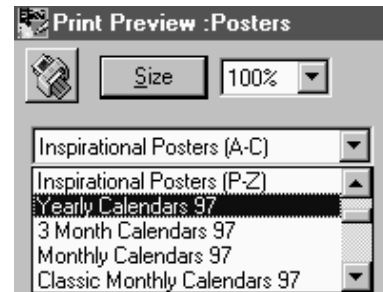 Print Preview :Posters
Size 100%
Inspirational Posters (A-C)
Inspirational Posters (P-Z)
Yearly Calendars 97
3 Month Calendars 97
Monthly Calendars 97
Classic Monthly Calendars 97